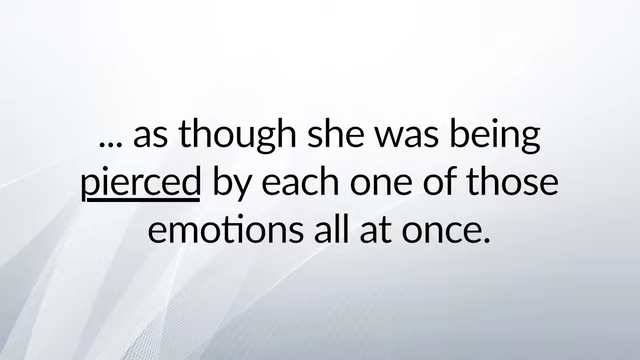 ... as though she was being
pierced by each one of those
emotions all at once.